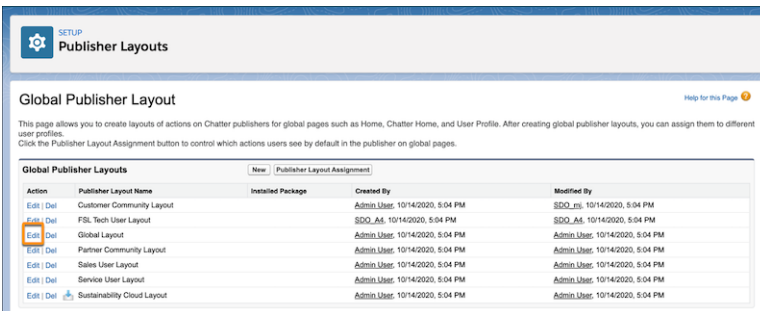 SETUP
Publisher Layouts
Global Publisher Layout
Help for this Page
This page allows you to create layouts of actions on Chatter publishers for global pages such as Home, Chatter Home, and User Profile. After creating global publisher layouts, you can assign them to different
user profiles.
Click the Publisher Layout Assignment button to control which actions users see by default in the publisher on global pages.
Global Publisher Layouts New Publisher Layout Assignment
Action Publisher Layout Name Installed Package Created By Modified By
Edit | Del Customer Community Layout Admin User, 10/14/2020, 5:04 PM SDO_mi, 10/14/2020, 5:04 PM
Edit | Del FSL Tech User Layout SDO_A4, 10/14/2020, 5:04 PM SDO_A4, 10/14/2020, 5:04 PM
Edit | Del Global Layout Admin User, 10/14/2020, 5:04 PM Admin User, 10/14/2020, 5:04 PM
Edit | Del Partner Community Layout Admin User, 10/14/2020, 5:04 PM Admin User, 10/14/2020, 5:04 PM
Edit | Del Sales User Layout Admin User, 10/14/2020, 5:04 PM Admin User, 10/14/2020, 5:04 PM
Edit | Del Service User Layout Admin User, 10/14/2020, 5:04 PM Admin User, 10/14/2020, 5:04 PM
Edit | Del Sustainability Cloud Layout Admin User, 10/14/2020, 5:04 PM Admin User, 10/14/2020, 5:04 PM